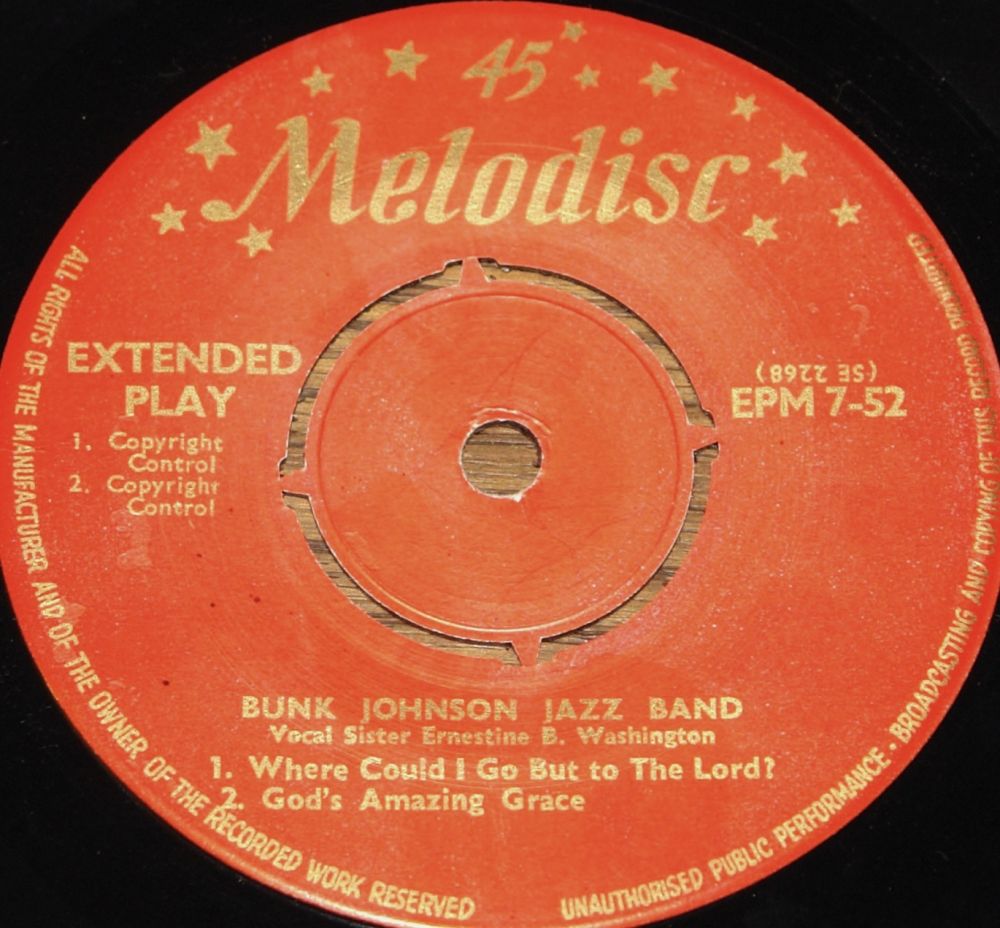 45
Melodisc
EXTENDED
PLAY
1. Copyright
Control
2. Copyright
Control
(SE 2268)
EPM 7-52
BUNK JOHNSON JAZZ BAND
Vocal Sister Ernestine B. Washington
1. Where Could I Go But to The Lord?
2. God's Amazing Grace
ALL RIGHTS OF THE MANUFACTURER AND OF THE OWNER OF THE RECORDED WORK RESERVED
UNAUTHORISED PUBLIC PERFORMANCE • BROADCASTING AND COPYING OF THIS RECORD PROHIBITED